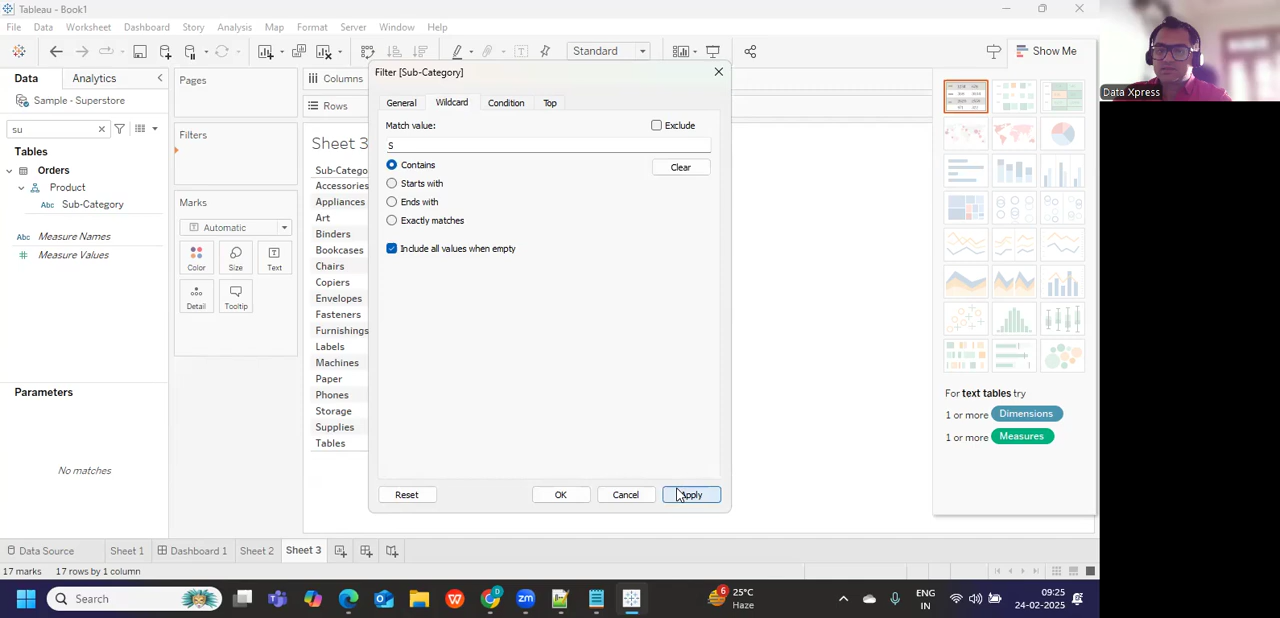 Tableau - Book1
File Data Worksheet Dashboard Story Analysis Map Format Server Window Help
Standard
Show Me
Data Analytics
Sample - Superstore
su
Tables
Orders
Product
Abc Sub-Category
Abc Measure Names
# Measure Values
Parameters
No matches
Pages
Filters
Marks
Automatic
Color Size Text
Detail Tooltip
Columns
Rows
Sheet 3
Sub-Catego
Accessories
Appliances
Art
Binders
Bookcases
Chairs
Copiers
Envelopes
Fasteners
Furnishings
Labels
Machines
Paper
Phones
Storage
Supplies
Tables
Filter [Sub-Category]
General Wildcard Condition Top
Match value: Exclude
S
Contains
Clear
Starts with
Ends with
Exactly matches
Include all values when empty
Reset OK Cancel Apply
For text tables try
1 or more Dimensions
1 or more Measures
Data Xpress
Data Source Sheet 1 Dashboard 1 Sheet 2 Sheet 3
17 marks 17 rows by 1 column
Search
6
25°C
Haze
ENG
IN
09:25
24-02-2025